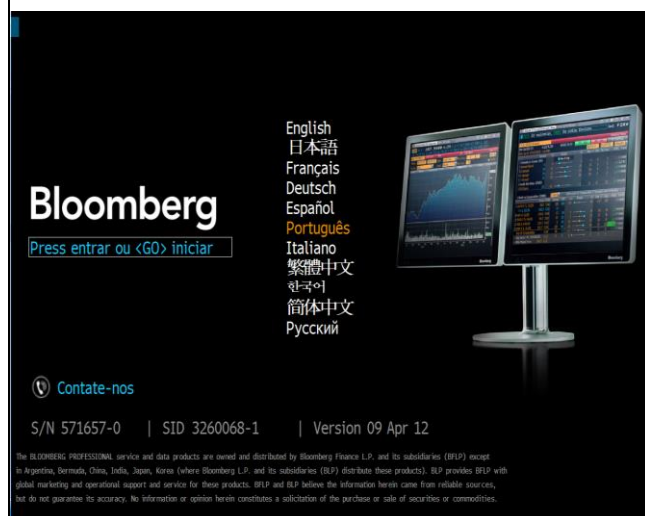 English
日本語
Français
Deutsch
Español
Português
Italiano
繁體中文
한국어
简体中文
Русский
Bloomberg
Press entrar ou <GO> iniciar
Contate-nos
S/N 571657-0 | SID 3260068-1 | Version 09 Apr 12
The BLOOMBERG PROFESSIONAL service and data products are owned and distributed by Bloomberg Finance L.P. and its subsidiaries (BFLP) except
in Argentina, Bermuda, China, India, Japan, Korea (where Bloomberg L.P. and its subsidiaries (BLP) distribute these products). BLP provides BFLP with
global marketing and operational support and service for these products. BFLP and BLP believe the information herein came from reliable sources,
but do not guarantee its accuracy. No information or opinion herein constitutes a solicitation of the purchase or sale of securities or commodities.